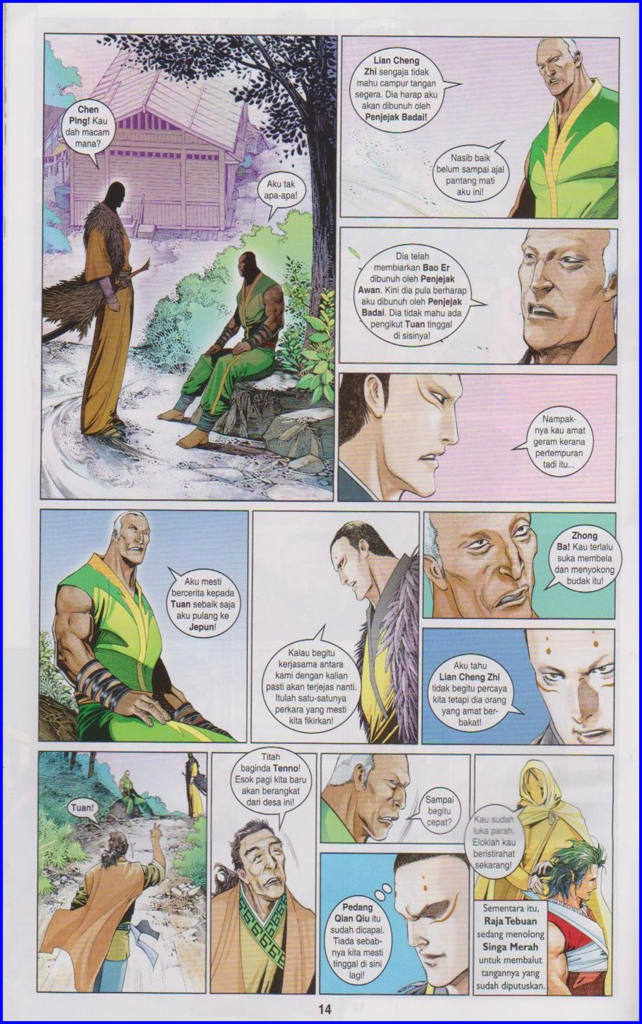 Chen
Ping! Kau
dah macam
mana?
Aku tak
apa-apa!
Lian Cheng
Zhi sengaja tidak
mahu campur tangan
segera. Dia harap aku
akan dibunuh oleh
Penjejak Badai!
Nasib baik
belum sampai ajal
pantang mati
aku ini!
Dia telah
membiarkan Bao Er
dibunuh oleh Penjejak
Awan. Kini dia pula berharap
aku dibunuh oleh Penjejak
Badai. Dia tidak mahu ada
pengikut Tuan tinggal
di sisinya!
Nampak-
nya kau amat
geram kerana
pertempuran
tadi itu...
Aku mesti
bercerita kepada
Tuan sebaik saja
aku pulang ke
Jepun!
Kalau begitu
kerjasama antara
kami dengan kalian
pasti akan terjejas nanti.
Itulah satu-satunya
perkara yang mesti
kita fikirkan!
Zhong
Ba! Kau terlalu
suka membela
dan menyokong
budak itu!
Aku tahu
Lian Cheng Zhi
tidak begitu percaya
kita tetapi dia orang
yang amat ber-
bakat!
Tuan!
Titah
baginda Tenno!
Esok pagi kita baru
akan berangkat
dari desa ini!
Sampai
begitu
cepat?
Pedang
Qian Qiu itu
sudah dicapai.
Tiada sebab-
nya kita mesti
tinggal di sini
lagi!
Kau sudah
luka parah.
Eloklah kau
beristirahat
sekarang!
Sementara itu,
Raja Tebuan
sedang menolong
Singa Merah
untuk membalut
tangannya yang
sudah diputuskan.
14